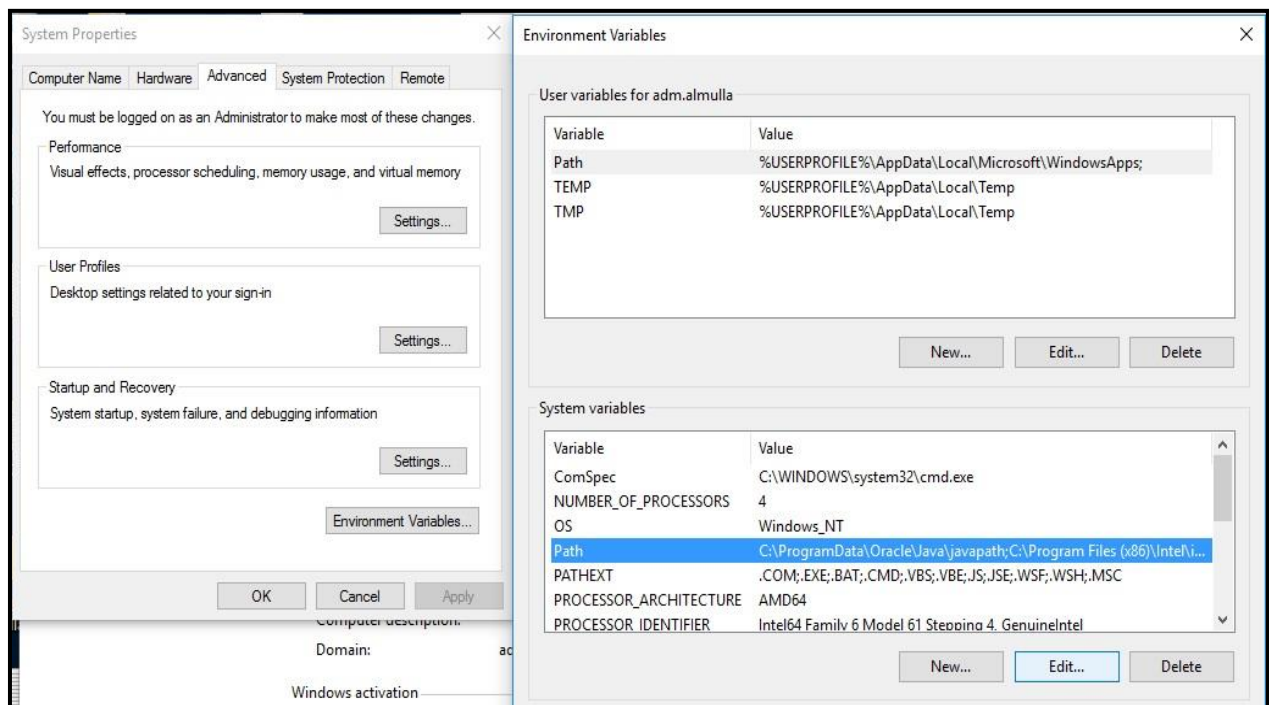 System Properties
Computer Name Hardware Advanced System Protection Remote
You must be logged on as an Administrator to make most of these changes.
Performance
Visual effects, processor scheduling, memory usage, and virtual memory
Settings...
User Profiles
Desktop settings related to your sign-in
Settings...
Startup and Recovery
System startup, system failure, and debugging information
Settings...
Environment Variables...
OK Cancel Apply
Computer description:
Domain:
Windows activation
Environment Variables
User variables for adm.almulla
Variable Value
Path %USERPROFILE%\AppData\Local\Microsoft\WindowsApps;
TEMP %USERPROFILE%\AppData\Local\Temp
TMP %USERPROFILE%\AppData\Local\Temp
New... Edit... Delete
System variables
Variable Value
ComSpec C:\WINDOWS\system32\cmd.exe
NUMBER_OF_PROCESSORS 4
OS Windows_NT
Path C:\ProgramData\Oracle\Java\javapath;C:\Program Files (x86)\Intel\i...
PATHEXT .COM;.EXE;.BAT;.CMD;.VBS;.VBE;.JS;.JSE;.WSF;.WSH;.MSC
PROCESSOR_ARCHITECTURE AMD64
PROCESSOR_IDENTIFIER Intel64 Family 6 Model 61 Stepping 4, GenuineIntel
New... Edit... Delete